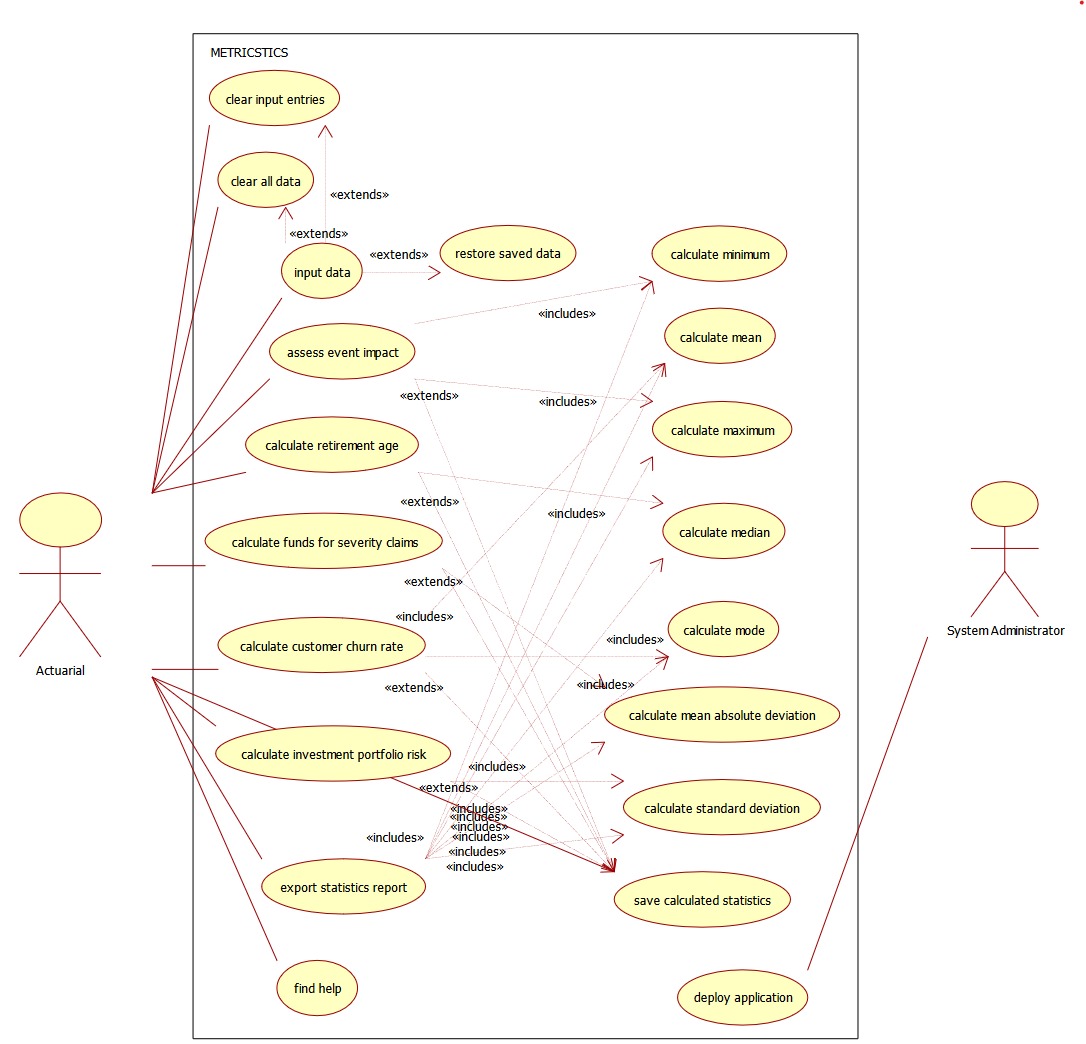 METRICSTICS
clear input entries
clear all data
«extends»
«extends»
input data
«extends»
restore saved data
calculate minimum
«includes»
calculate mean
assess event impact
«extends»
«includes»
calculate maximum
calculate retirement age
«extends»
«includes»
calculate median
calculate funds for severity claims
«extends»
«includes»
calculate customer churn rate
«includes»
calculate mode
«extends»
«includes»
calculate mean absolute deviation
calculate investment portfolio risk
«includes»
«extends»
«includes»
«includes»
«includes»
«includes»
«includes»
«includes»
«includes»
calculate standard deviation
export statistics report
save calculated statistics
find help
deploy application
Actuarial
System Administrator